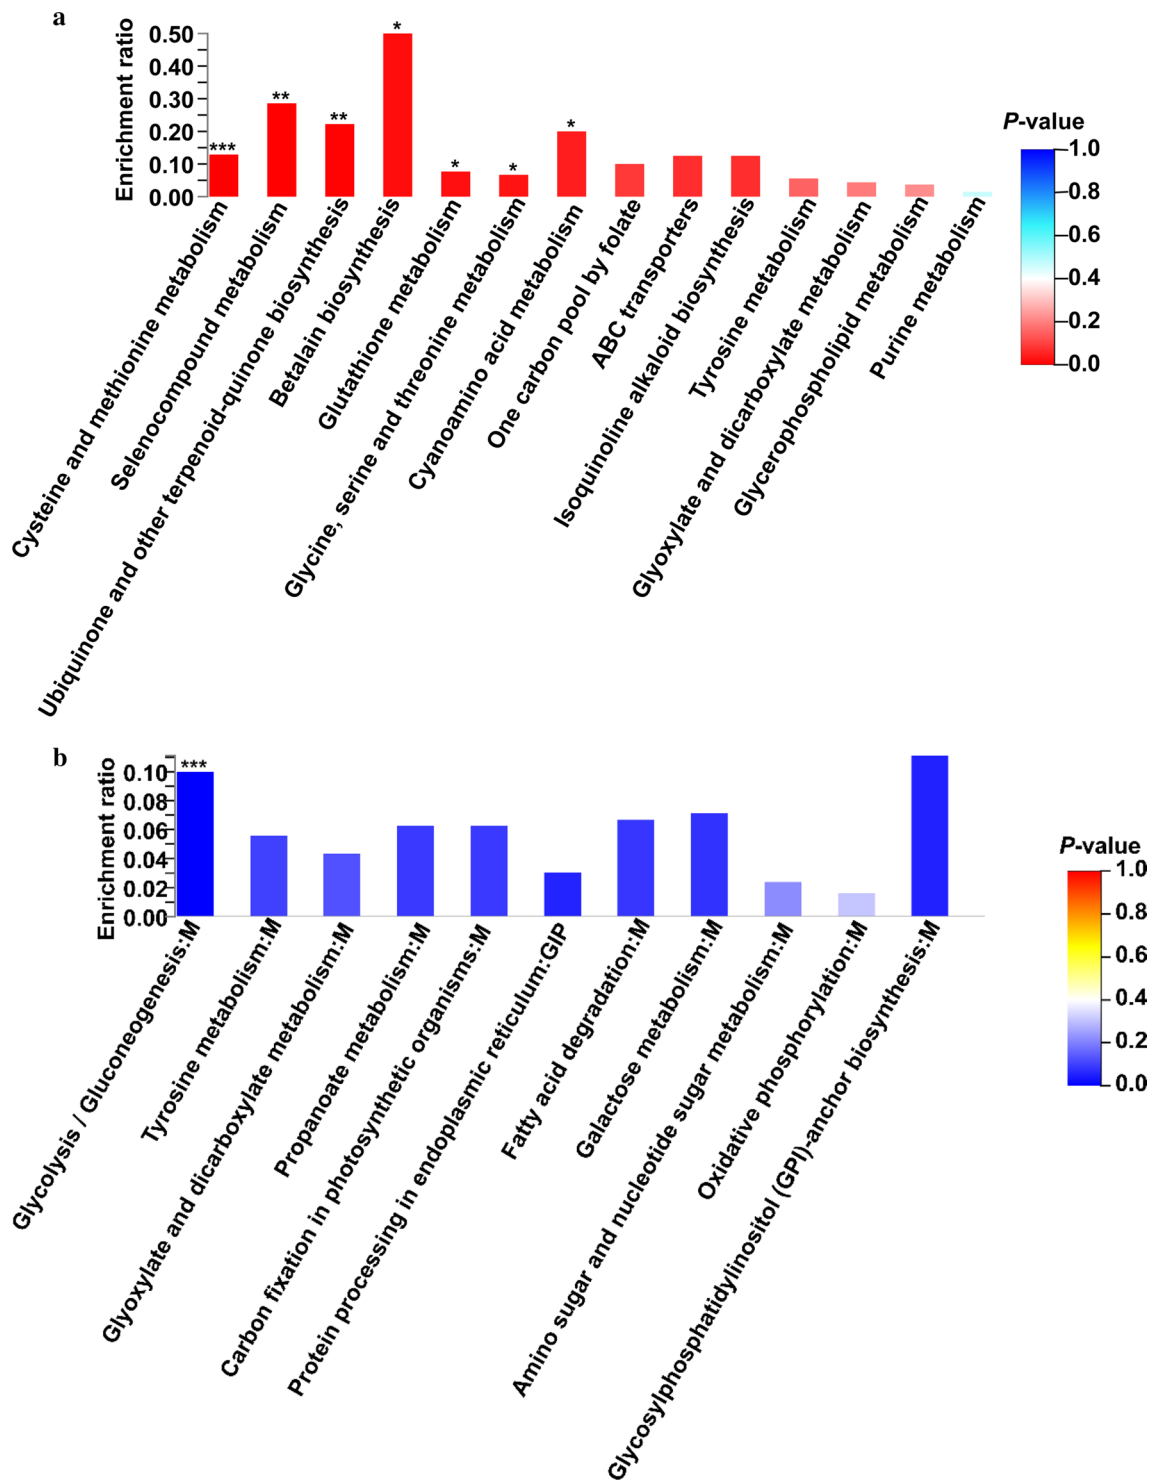 a
Enrichment ratio
0.50
0.40
0.30
0.20
0.10
0.00
***
**
**
*
*
*
*
Cysteine and methionine metabolism
Selenocompound metabolism
Ubiquinone and other terpenoid-quinone biosynthesis
Betalain biosynthesis
Glutathione metabolism
Glycine, serine and threonine metabolism
Cyanoamino acid metabolism
One carbon pool by folate
ABC transporters
Isoquinoline alkaloid biosynthesis
Tyrosine metabolism
Glyoxylate and dicarboxylate metabolism
Glycerophospholipid metabolism
Purine metabolism
P-value
1.0
0.8
0.6
0.4
0.2
0.0
b
Enrichment ratio
0.10
0.08
0.06
0.04
0.02
0.00
***
Glycolysis / Gluconeogenesis:M
Tyrosine metabolism:M
Glyoxylate and dicarboxylate metabolism:M
Propanoate metabolism:M
Carbon fixation in photosynthetic organisms:M
Protein processing in endoplasmic reticulum:GIP
Fatty acid degradation:M
Galactose metabolism:M
Amino sugar and nucleotide sugar metabolism:M
Oxidative phosphorylation:M
Glycosylphosphatidylinositol (GPI)-anchor biosynthesis:M
P-value
1.0
0.8
0.6
0.4
0.2
0.0